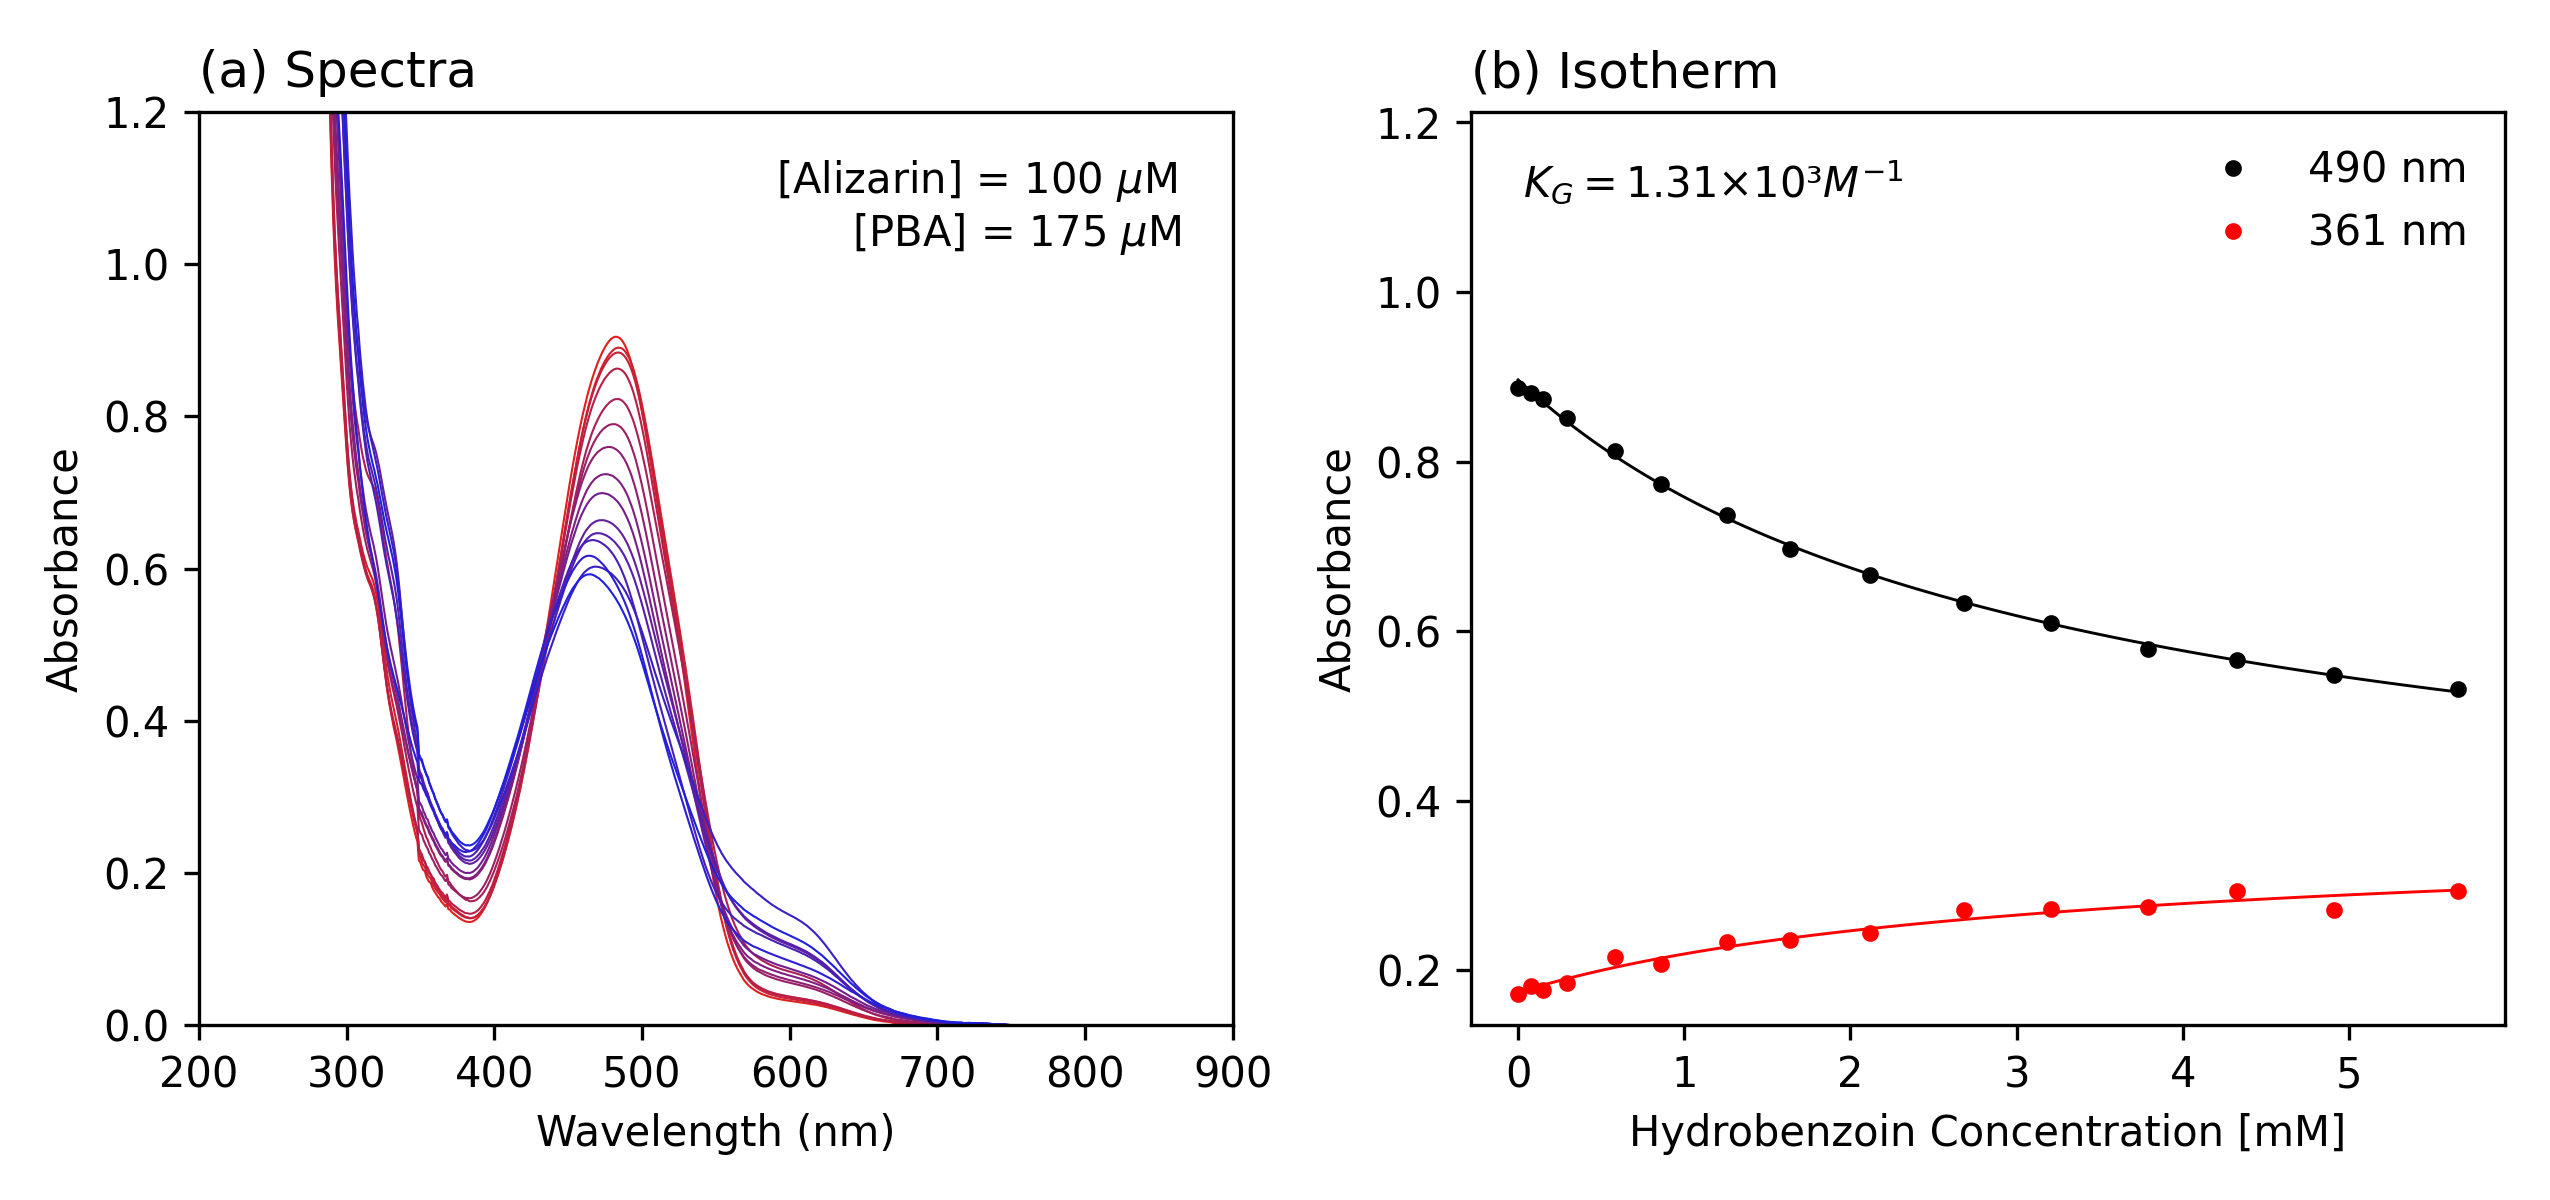 (a) Spectra
[Alizarin] = 100 μM
[PBA] = 175 μM
Absorbance
1.2
1.0
0.8
0.6
0.4
0.2
0.0
200 300 400 500 600 700 800 900
Wavelength (nm)
(b) Isotherm
K_G = 1.31×10³M⁻¹
490 nm
361 nm
Absorbance
1.2
1.0
0.8
0.6
0.4
0.2
0 1 2 3 4 5
Hydrobenzoin Concentration [mM]